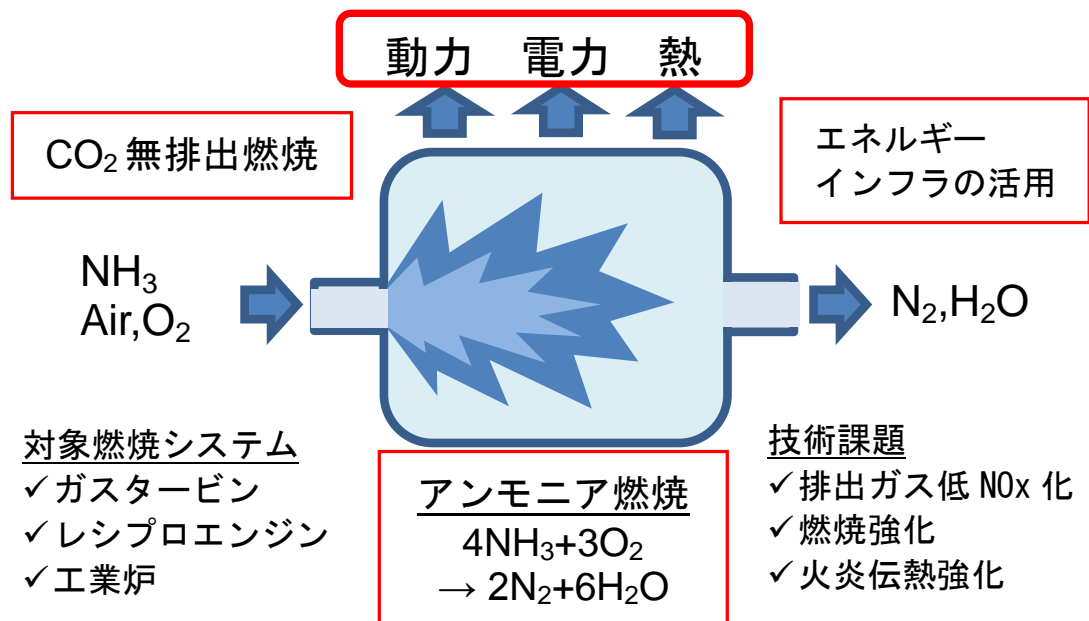 動力 電力 熱
CO₂無排出燃焼
エネルギー
インフラの活用
NH₃
Air,O₂
N₂,H₂O
対象燃焼システム
✓ガスタービン
✓レシプロエンジン
✓工業炉
アンモニア燃焼
4NH₃+3O₂
→ 2N₂+6H₂O
技術課題
✓排出ガス低 NOx 化
✓燃焼強化
✓火炎伝熱強化